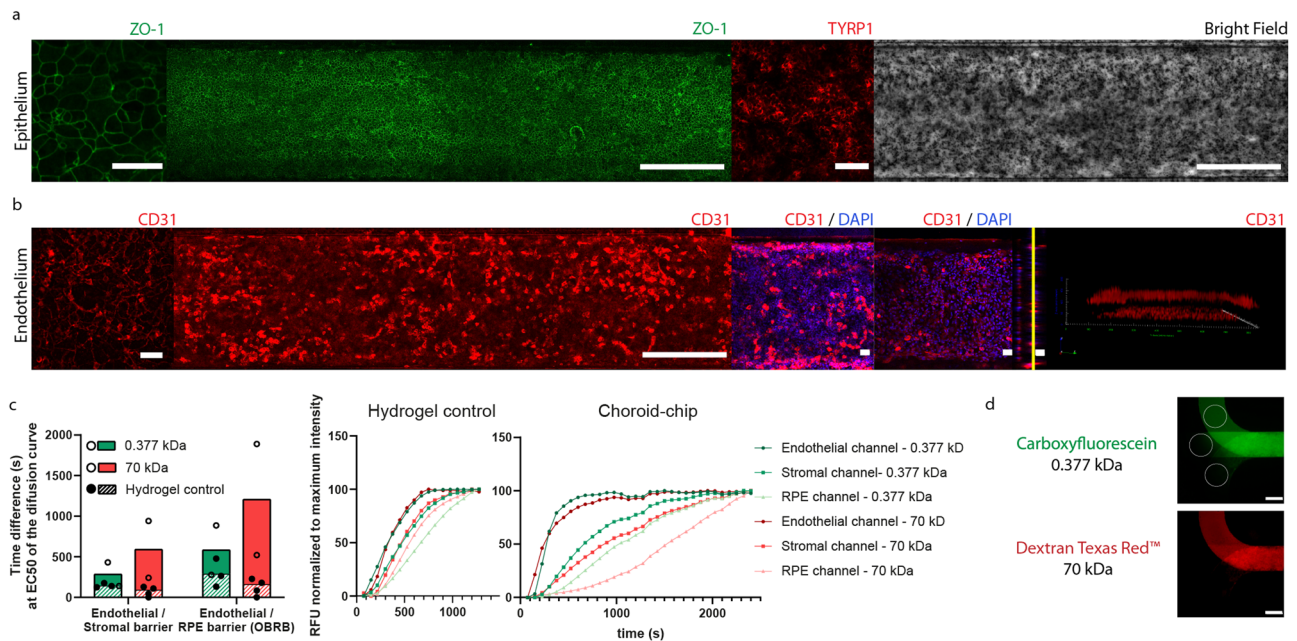 a
ZO-1
ZO-1
TYRP1
Bright Field
Epithelium
b
CD31
CD31
CD31 / DAPI
CD31 / DAPI
CD31
Endothelium
c
Time difference (s)
at EC50 of the difusion curve
2000
1500
1000
500
0
0.377 kDa
70 kDa
Hydrogel control
Endothelial /
Stromal barrier
Endothelial /
RPE barrier (OBRB)
Hydrogel control
RFU normalized to maximum intensity
150
100
50
0
500
1000
Choroid-chip
150
100
50
0
0
1000
2000
time (s)
Endothelial channel - 0.377 kD
Stromal channel- 0.377 kDa
RPE channel - 0.377 kDa
Endothelial channel - 70 kD
Stromal channel - 70 kDa
RPE channel - 70 kDa
d
Carboxyfluorescein
0.377 kDa
Dextran Texas Red™
70 kDa